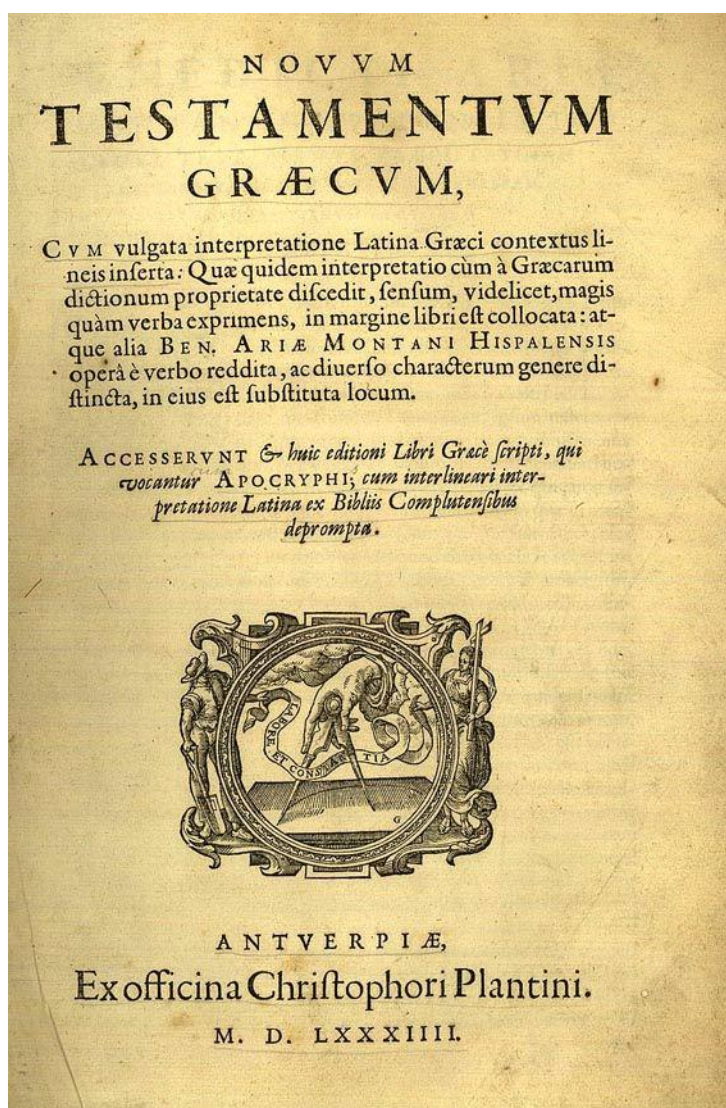 NOVVM
TESTAMENTVM
GRÆCVM,
CVM vulgata interpretatione Latina Græci contextus li-
neis inſerta: Quæ quidem interpretatio cùm à Græcarum
dictionum proprietate diſcedit, ſenſum, videlicet, magis
quàm verba exprimens, in margine libri eſt collocata: at-
que alia BEN. ARIÆ MONTANI HISPALENSIS
operâ è verbo reddita, ac diuerſo characterum genere di-
ſtincta, in eius eſt ſubſtituta locum.
ACCESSERVNT & huic editioni Libri Græcè ſcripti, qui
vocantur APOCRYPHI; cum interlineari inter-
pretatione Latina ex Bibliis Complutenſibus
deprompta.
LABORE ET CONSTANTIA
G
ANTVERPIÆ,
Ex officina Chriſtophori Plantini.
M. D. LXXXIIII.